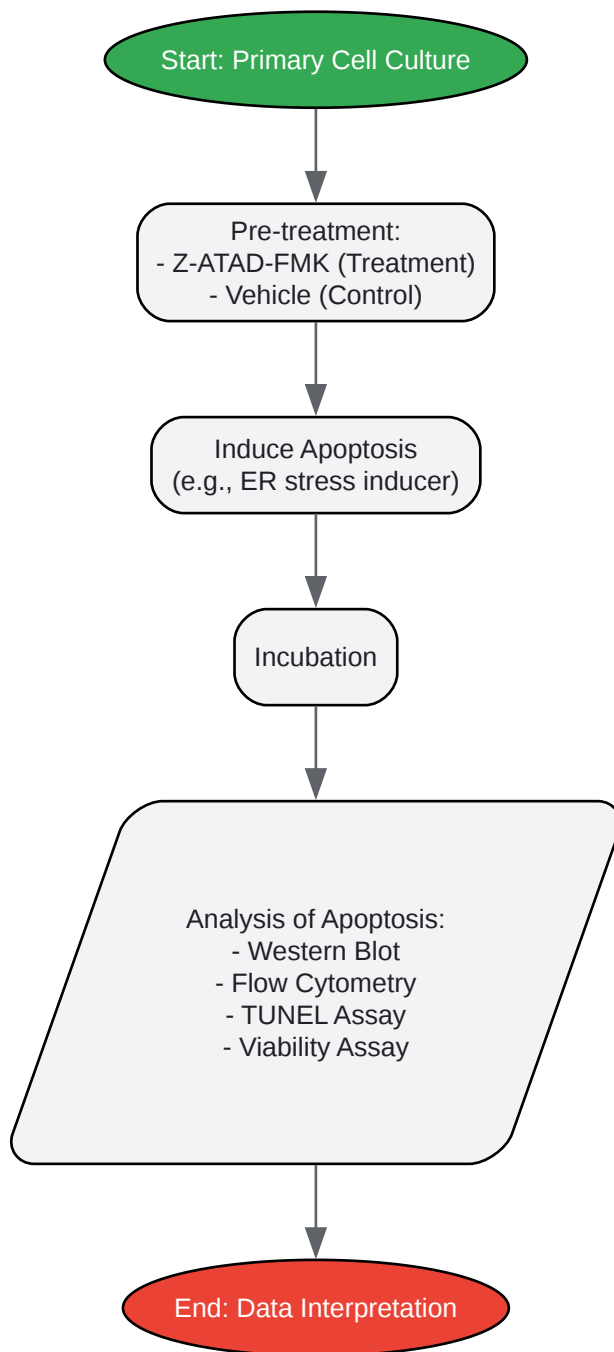 Start: Primary Cell Culture
Pre-treatment:
- Z-ATAD-FMK (Treatment)
- Vehicle (Control)
Induce Apoptosis
(e.g., ER stress inducer)
Incubation
Analysis of Apoptosis:
- Western Blot
- Flow Cytometry
- TUNEL Assay
- Viability Assay
End: Data Interpretation